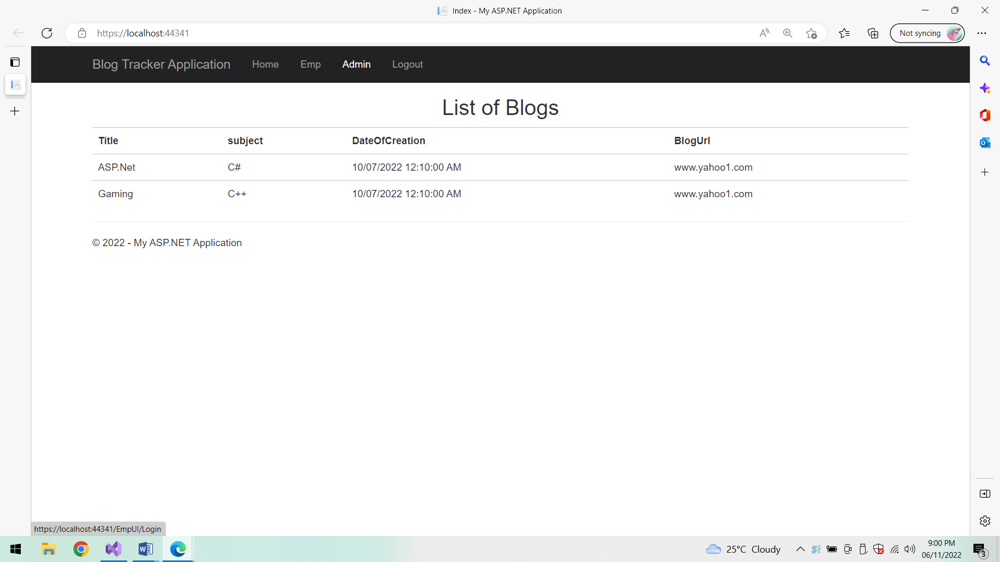 Index - My ASP.NET Application
https://localhost:44341
Not syncing
Blog Tracker Application Home Emp Admin Logout
List of Blogs
Title subject DateOfCreation BlogUrl
ASP.Net C# 10/07/2022 12:10:00 AM www.yahoo1.com
Gaming C++ 10/07/2022 12:10:00 AM www.yahoo1.com
© 2022 - My ASP.NET Application
https://localhost:44341/EmpUI/Login
25°C Cloudy
9:00 PM
06/11/2022
3